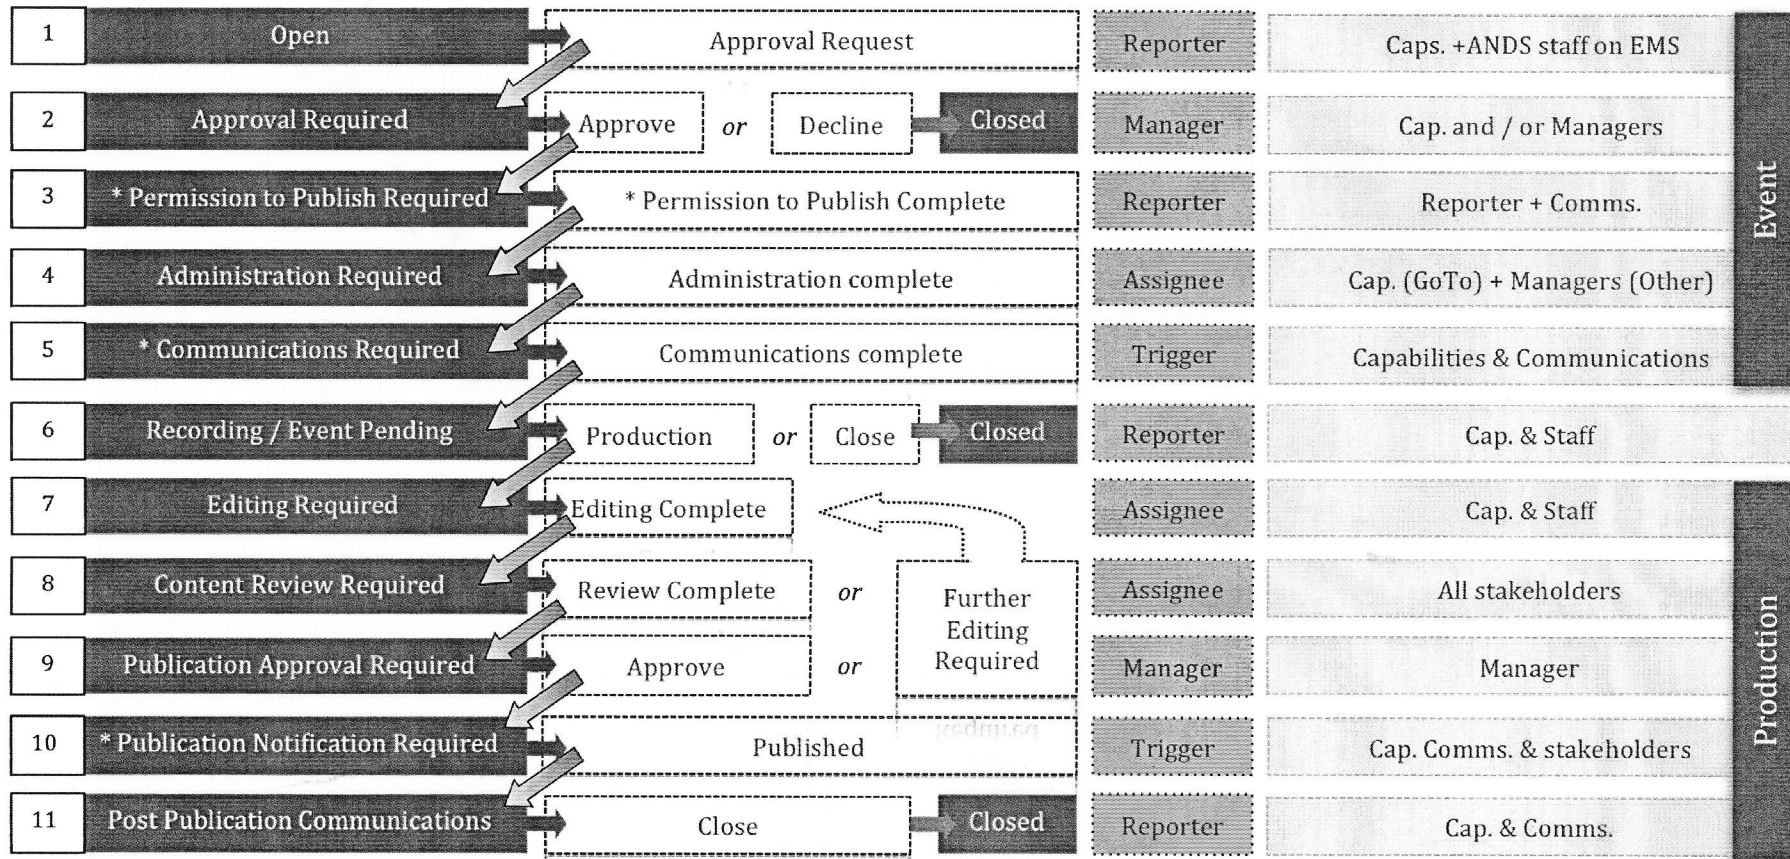 1 Open Approval Request Reporter Caps. +ANDS staff on EMS
2 Approval Required Approve or Decline Closed Manager Cap. and / or Managers
3 * Permission to Publish Required * Permission to Publish Complete Reporter Reporter + Comms.
4 Administration Required Administration complete Assignee Cap. (GoTo) + Managers (Other)
5 * Communications Required Communications complete Trigger Capabilities & Communications
Event
6 Recording / Event Pending Production or Close Closed Reporter Cap. & Staff
7 Editing Required Editing Complete Assignee Cap. & Staff
8 Content Review Required Review Complete or Further Assignee All stakeholders
Editing
9 Publication Approval Required Approve or Required Manager Manager
10 * Publication Notification Required Published Trigger Cap. Comms. & stakeholders
11 Post Publication Communications Close Closed Reporter Cap. & Comms.
Production